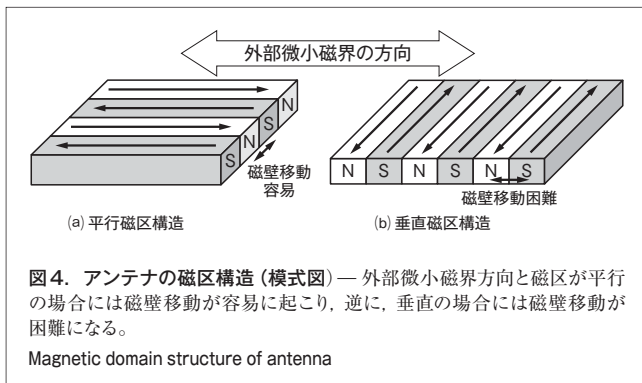 外部微小磁界の方向
N
S
N
S
磁壁移動
容易
(a) 平行磁区構造
N S N S N S
磁壁移動困難
(b) 垂直磁区構造
図4. アンテナの磁区構造(模式図)— 外部微小磁界方向と磁区が平行
の場合には磁壁移動が容易に起こり, 逆に, 垂直の場合には磁壁移動が
困難になる。
Magnetic domain structure of antenna